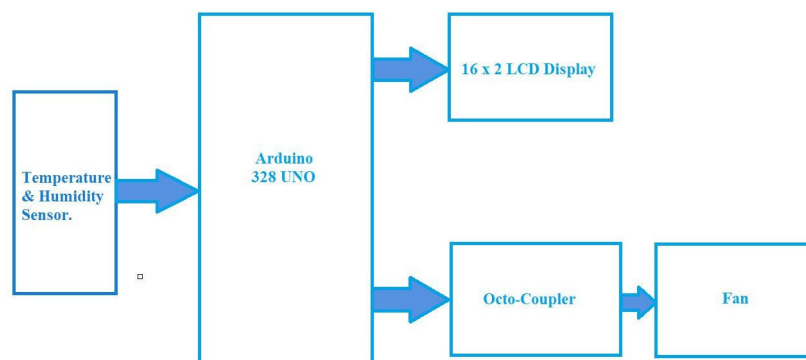 Temperature
& Humidity
Sensor.
Arduino
328 UNO
16 x 2 LCD Display
Octo-Coupler
Fan